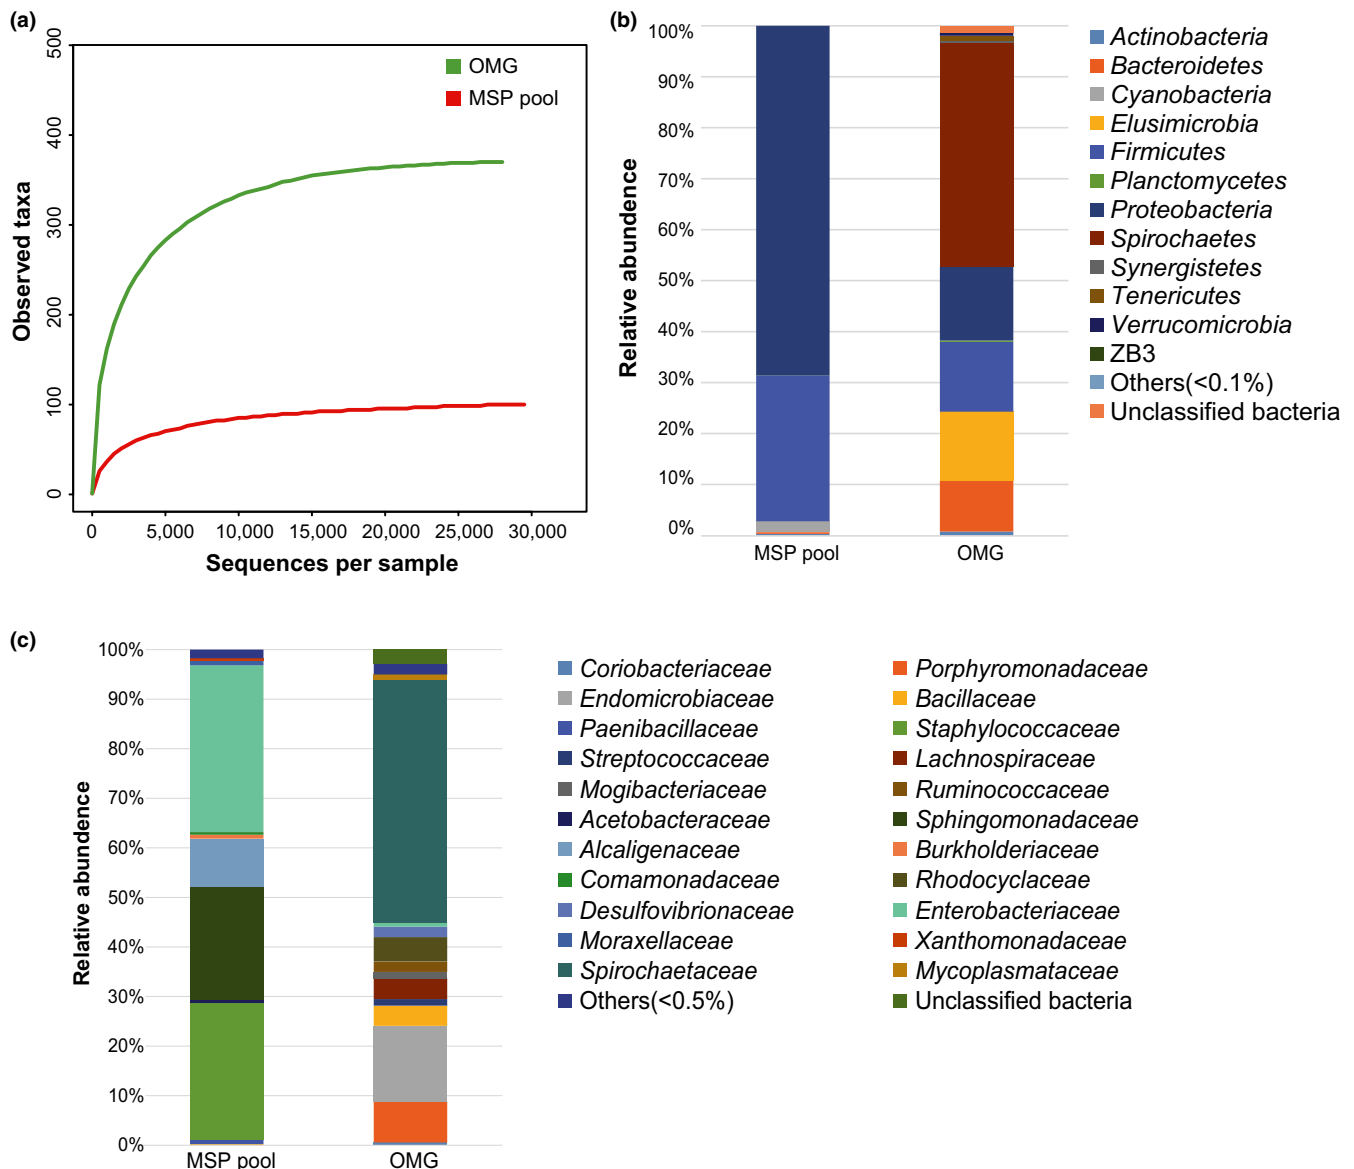 (a)
500
400
300
200
100
0
Observed taxa
OMG
MSP pool
0 5,000 10,000 15,000 20,000 25,000 30,000
Sequences per sample
(b)
100%
90%
80%
70%
60%
50%
40%
30%
20%
10%
0%
Relative abundence
MSP pool OMG
Actinobacteria
Bacteroidetes
Cyanobacteria
Elusimicrobia
Firmicutes
Planctomycetes
Proteobacteria
Spirochaetes
Synergistetes
Tenericutes
Verrucomicrobia
ZB3
Others(<0.1%)
Unclassified bacteria
(c)
100%
90%
80%
70%
60%
50%
40%
30%
20%
10%
0%
Relative abundence
MSP pool OMG
Coriobacteriaceae Porphyromonadaceae
Endomicrobiaceae Bacillaceae
Paenibacillaceae Staphylococcaceae
Streptococcaceae Lachnospiraceae
Mogibacteriaceae Ruminococcaceae
Acetobacteraceae Sphingomonadaceae
Alcaligenaceae Burkholderiaceae
Comamonadaceae Rhodocyclaceae
Desulfovibrionaceae Enterobacteriaceae
Moraxellaceae Xanthomonadaceae
Spirochaetaceae Mycoplasmataceae
Others(<0.5%) Unclassified bacteria